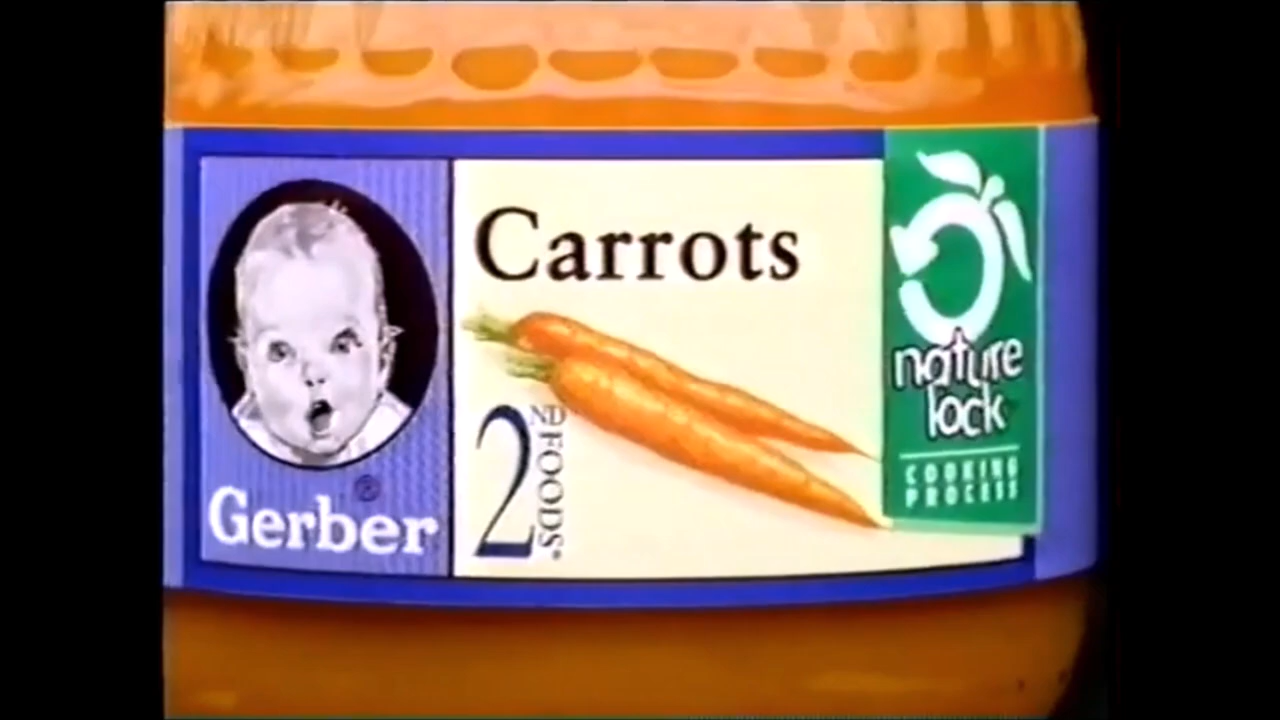 Carrots
2ND FOODS®
Gerber®
nature
lock
COOKING
PROCESS